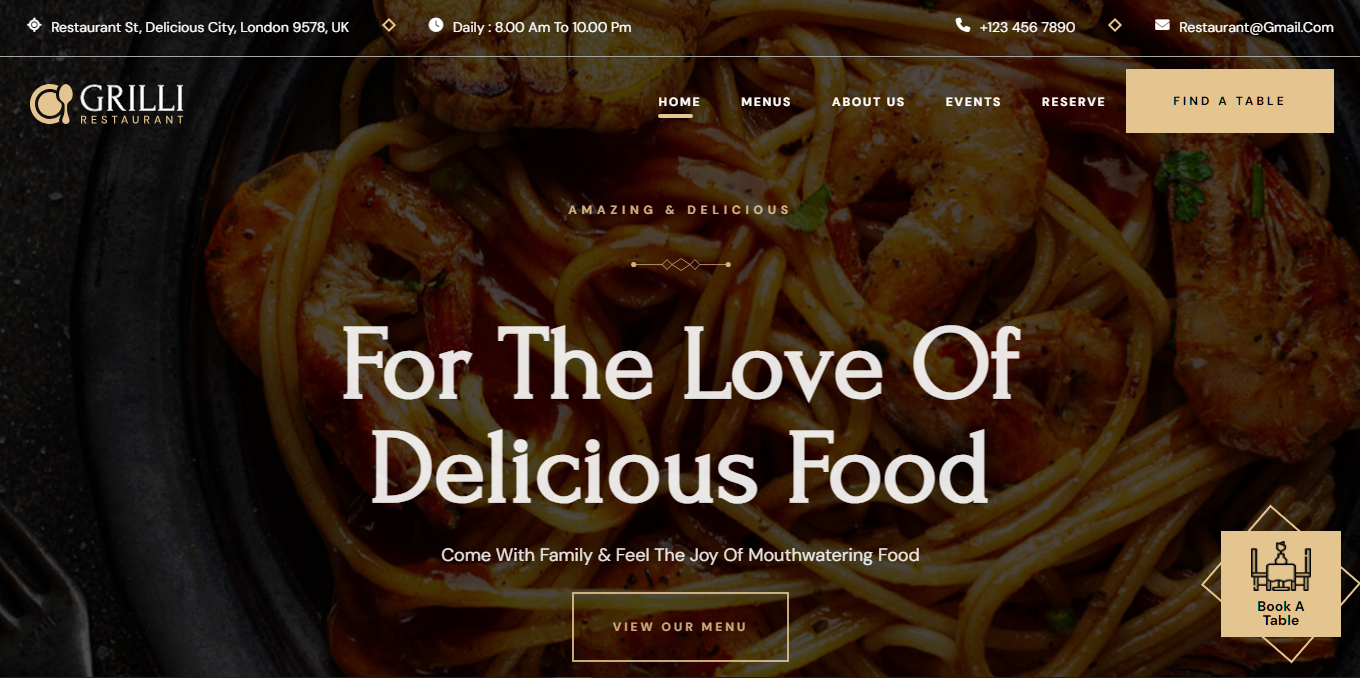 Restaurant St, Delicious City, London 9578, UK
Daily : 8.00 Am To 10.00 Pm
+123 456 7890
Restaurant@Gmail.Com
GRILLI
RESTAURANT
HOME
MENUS
ABOUT US
EVENTS
RESERVE
FIND A TABLE
AMAZING & DELICIOUS
For The Love Of
Delicious Food
Come With Family & Feel The Joy Of Mouthwatering Food
VIEW OUR MENU
Book A
Table